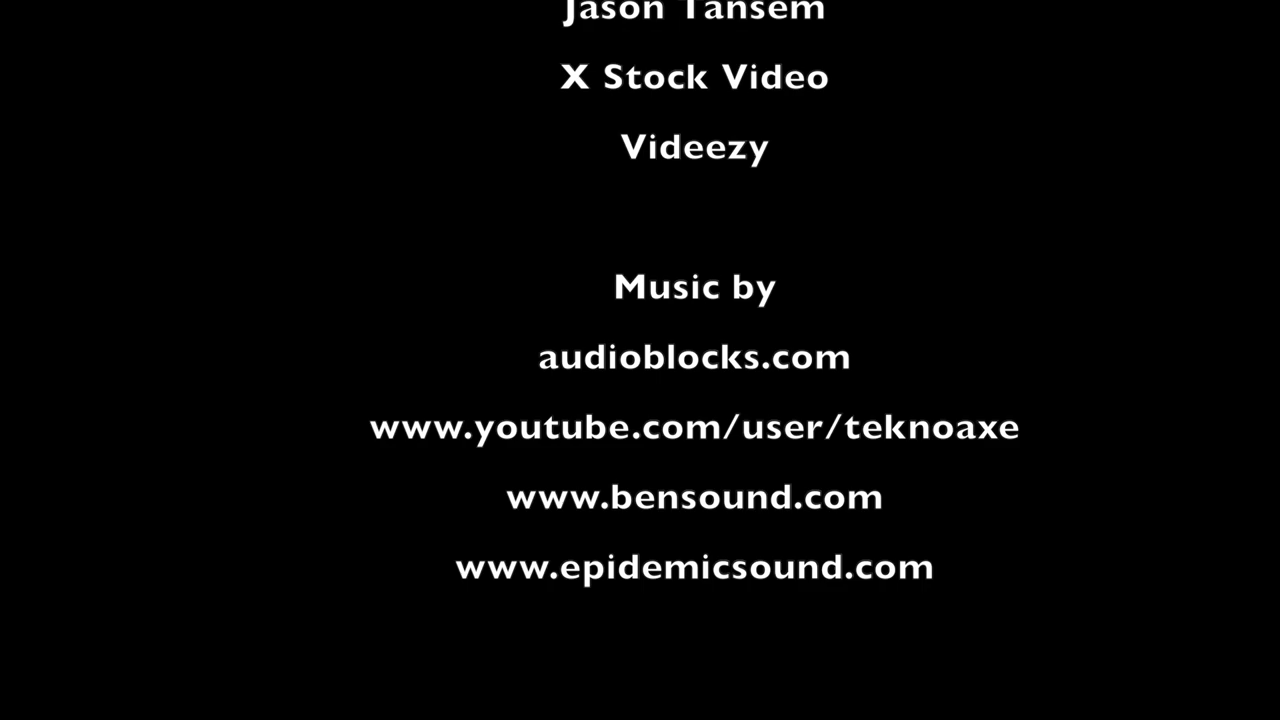 Jason Tansem
X Stock Video
Videezy
Music by
audioblocks.com
www.youtube.com/user/teknoaxe
www.bensound.com
www.epidemicsound.com